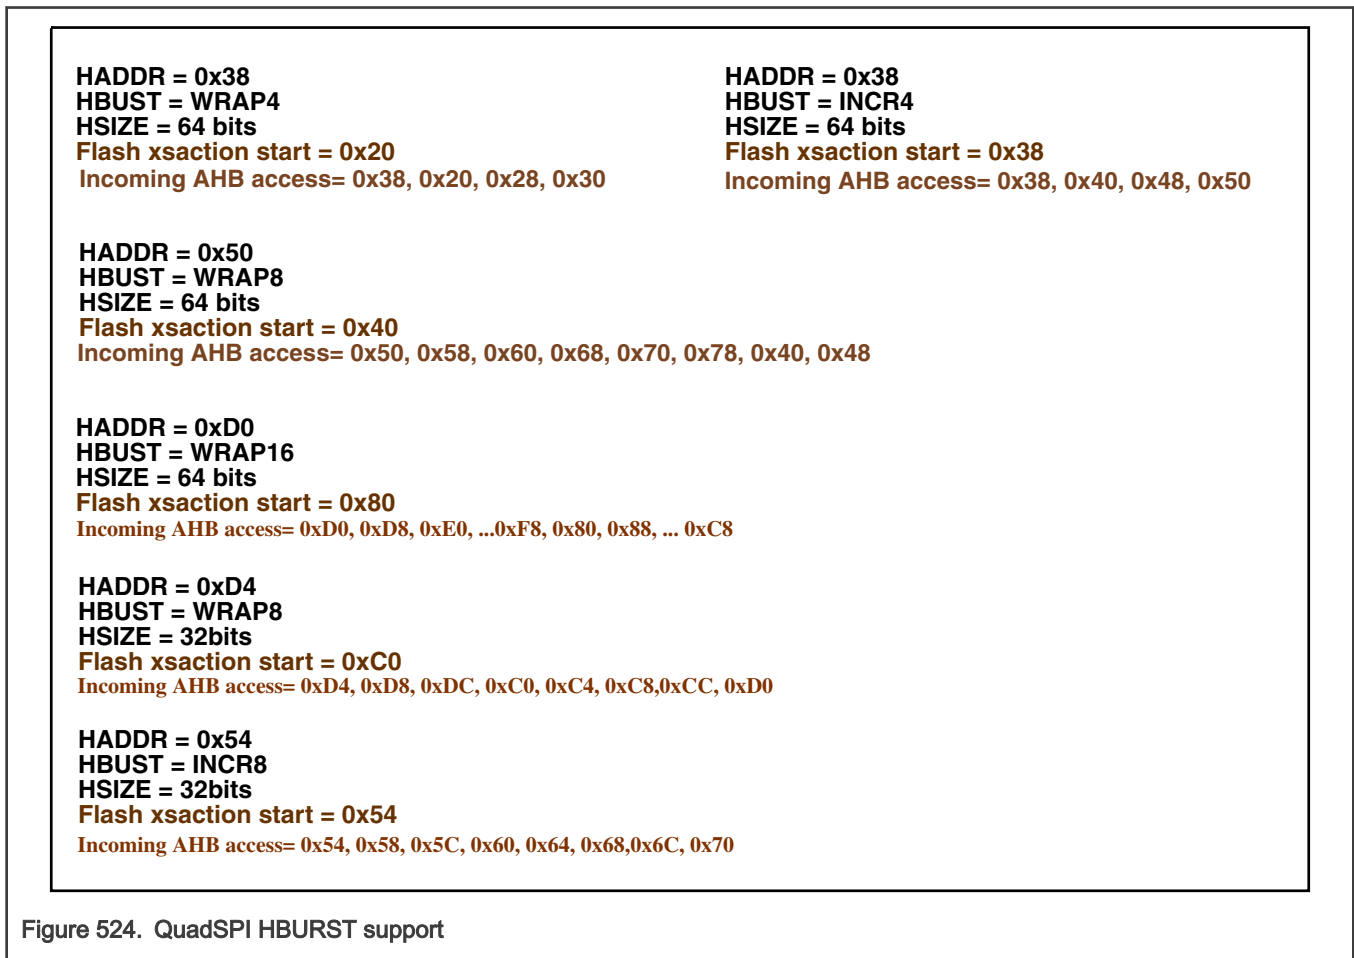 HADDR = 0x38
HBUST = WRAP4
HSIZE = 64 bits
Flash xsaction start = 0x20
Incoming AHB access= 0x38, 0x20, 0x28, 0x30
HADDR = 0x38
HBUST = INCR4
HSIZE = 64 bits
Flash xsaction start = 0x38
Incoming AHB access= 0x38, 0x40, 0x48, 0x50
HADDR = 0x50
HBUST = WRAP8
HSIZE = 64 bits
Flash xsaction start = 0x40
Incoming AHB access= 0x50, 0x58, 0x60, 0x68, 0x70, 0x78, 0x40, 0x48
HADDR = 0xD0
HBUST = WRAP16
HSIZE = 64 bits
Flash xsaction start = 0x80
Incoming AHB access= 0xD0, 0xD8, 0xE0, ...0xF8, 0x80, 0x88, ... 0xC8
HADDR = 0xD4
HBUST = WRAP8
HSIZE = 32bits
Flash xsaction start = 0xC0
Incoming AHB access= 0xD4, 0xD8, 0xDC, 0xC0, 0xC4, 0xC8,0xCC, 0xD0
HADDR = 0x54
HBUST = INCR8
HSIZE = 32bits
Flash xsaction start = 0x54
Incoming AHB access= 0x54, 0x58, 0x5C, 0x60, 0x64, 0x68,0x6C, 0x70
Figure 524. QuadSPI HBURST support